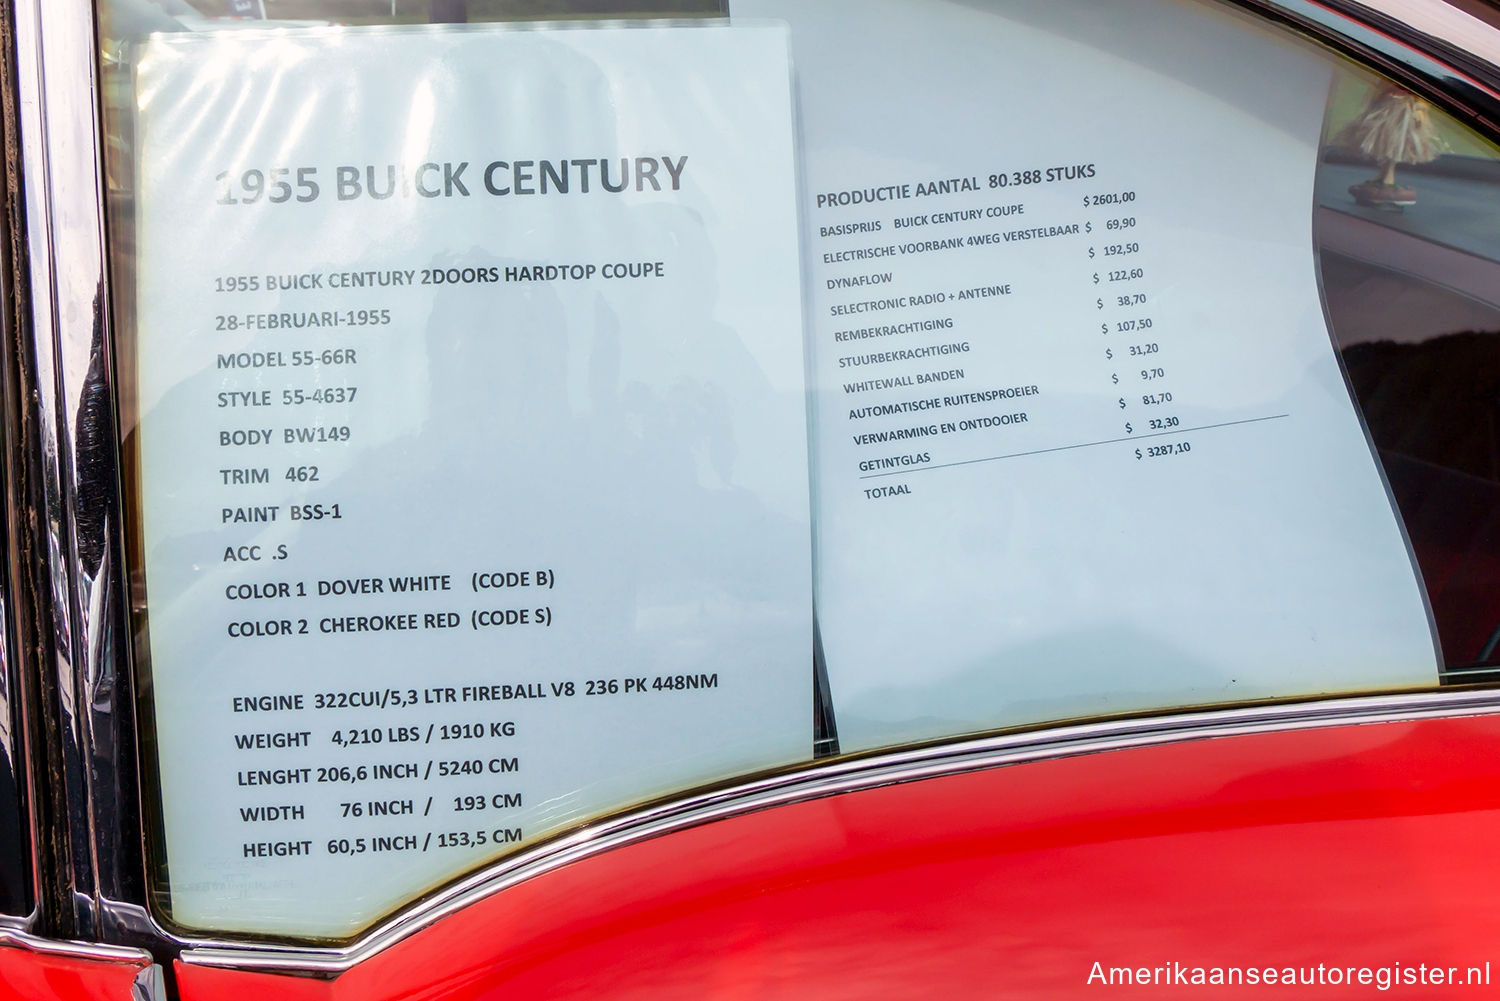 1955 BUICK CENTURY
1955 BUICK CENTURY 2DOORS HARDTOP COUPE
28-FEBRUARI-1955
MODEL 55-66R
STYLE 55-4637
BODY BW149
TRIM 462
PAINT BSS-1
ACC .S
COLOR 1 DOVER WHITE (CODE B)
COLOR 2 CHEROKEE RED (CODE S)
ENGINE 322CUI/5,3 LTR FIREBALL V8 236 PK 448NM
WEIGHT 4,210 LBS / 1910 KG
LENGHT 206,6 INCH / 5240 CM
WIDTH 76 INCH / 193 CM
HEIGHT 60,5 INCH / 153,5 CM
PRODUCTIE AANTAL 80.388 STUKS
BASISPRIJS BUICK CENTURY COUPE $ 2601,00
ELECTRISCHE VOORBANK 4WEG VERSTELBAAR $ 69,90
DYNAFLOW $ 192,50
SELECTRONIC RADIO + ANTENNE $ 122,60
REMBEKRACHTIGING $ 38,70
STUURBEKRACHTIGING $ 107,50
WHITEWALL BANDEN $ 31,20
AUTOMATISCHE RUITENSPROEIER $ 9,70
VERWARMING EN ONTDOOIER $ 81,70
GETINTGLAS $ 32,30
TOTAAL $ 3287,10
Amerikaanseautoregister.nl